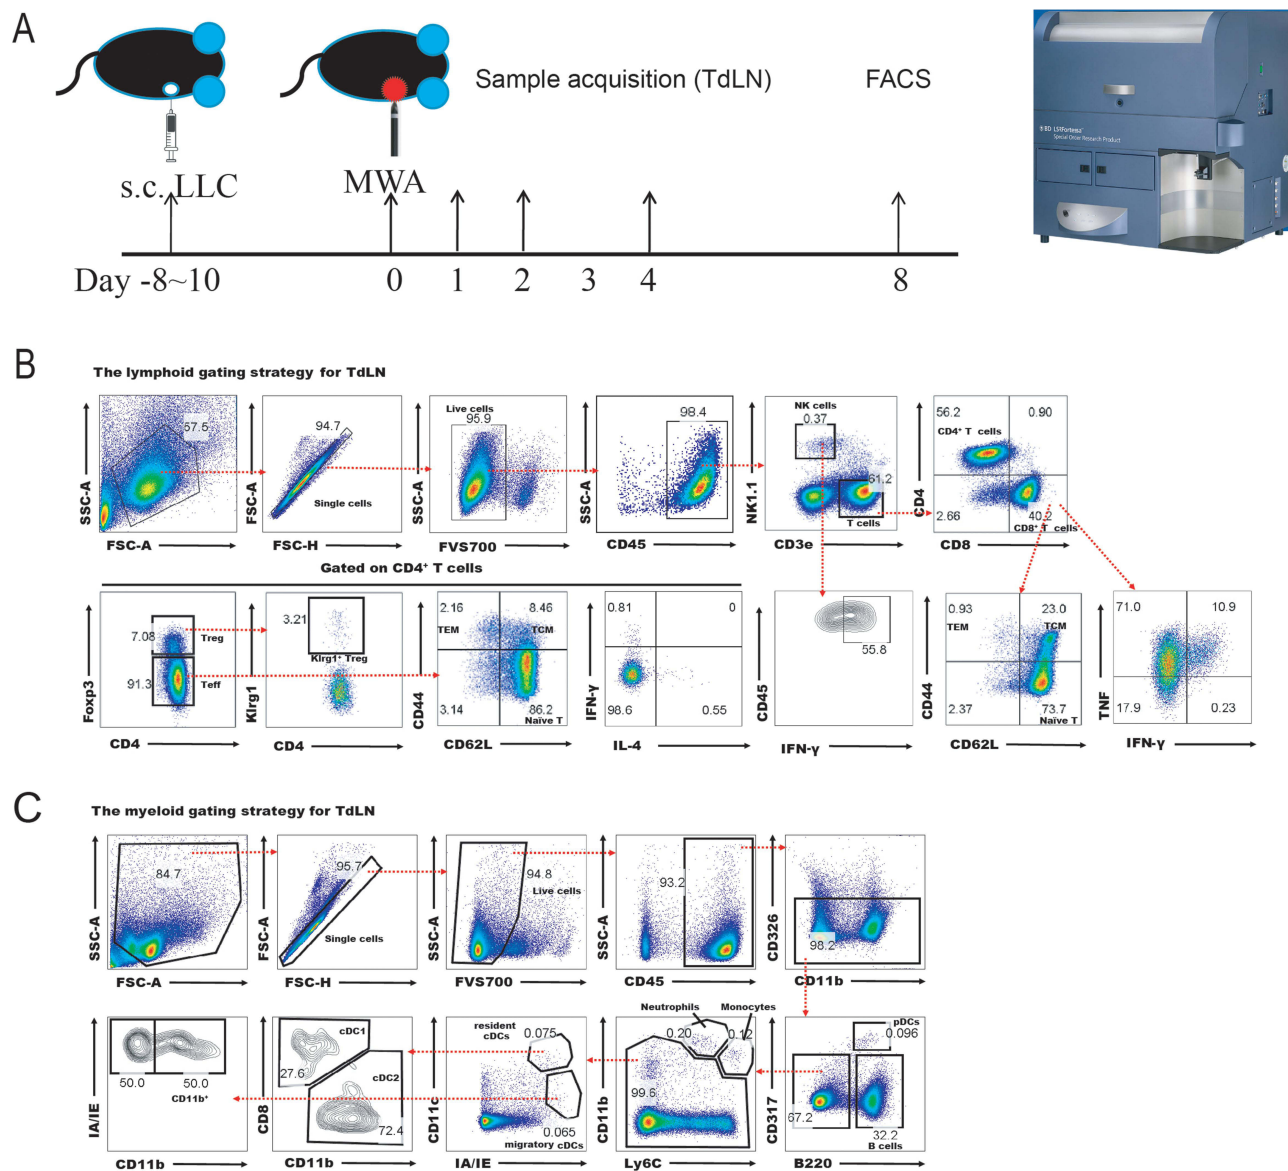 A
Sample acquisition (TdLN)
FACS
BD LSRFortessa
Special Order Research Product
s.c. LLC
MWA
Day -8~10
0
1
2
3
4
8
B
The lymphoid gating strategy for TdLN
SSC-A
57.5
FSC-A
FSC-A
94.7
Single cells
FSC-H
SSC-A
Live cells
95.9
FVS700
SSC-A
98.4
CD45
NK1.1
NK cells
0.37
61.2
T cells
CD3e
CD4
56.2
0.90
CD4⁺ T cells
2.66
40.2
CD8⁺ T cells
CD8
Gated on CD4⁺ T cells
Foxp3
7.08
Treg
91.3
Teff
CD4
Klrg1
3.21
Klrg1⁺ Treg
CD4
CD44
2.16
8.46
TEM
TCM
3.14
86.2
Naïve T
CD62L
IFN-γ
0.81
0
98.6
0.55
IL-4
CD45
55.8
IFN-γ
CD44
0.93
23.0
TEM
TCM
2.37
73.7
Naïve T
CD62L
TNF
71.0
10.9
17.9
0.23
IFN-γ
C
The myeloid gating strategy for TdLN
SSC-A
84.7
FSC-A
FSC-A
95.7
Single cells
FSC-H
SSC-A
94.8
Live cells
FVS700
SSC-A
93.2
CD45
CD326
98.2
CD11b
IA/IE
50.0
50.0
CD11b⁺
CD11b
CD8
cDC1
27.6
cDC2
72.4
CD11b
CD11c
resident
cDCs
0.075
0.065
migratory cDCs
IA/IE
CD11b
Neutrophils
Monocytes
0.20
0.12
99.6
Ly6C
CD317
pDCs
0.096
67.2
32.2
B cells
B220